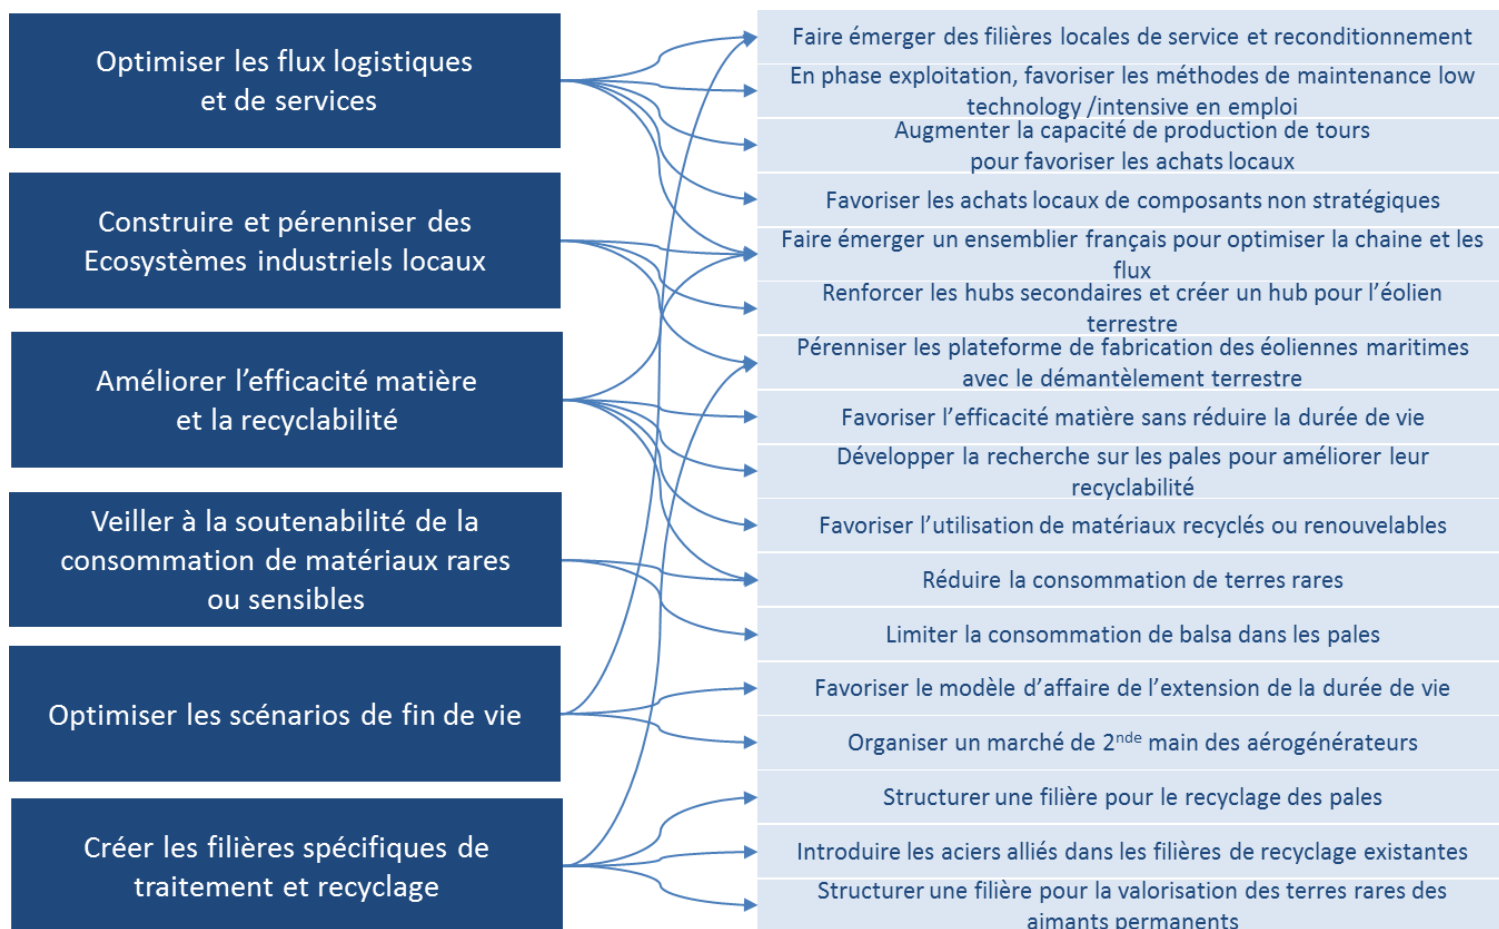 Optimiser les flux logistiques
et de services
Construire et pérenniser des
Ecosystèmes industriels locaux
Améliorer l’efficacité matière
et la recyclabilité
Veiller à la soutenabilité de la
consommation de matériaux rares
ou sensibles
Optimiser les scénarios de fin de vie
Créer les filières spécifiques de
traitement et recyclage
Faire émerger des filières locales de service et reconditionnement
En phase exploitation, favoriser les méthodes de maintenance low
technology /intensive en emploi
Augmenter la capacité de production de tours
pour favoriser les achats locaux
Favoriser les achats locaux de composants non stratégiques
Faire émerger un ensemblier français pour optimiser la chaine et les
flux
Renforcer les hubs secondaires et créer un hub pour l’éolien
terrestre
Pérenniser les plateforme de fabrication des éoliennes maritimes
avec le démantèlement terrestre
Favoriser l’efficacité matière sans réduire la durée de vie
Développer la recherche sur les pales pour améliorer leur
recyclabilité
Favoriser l’utilisation de matériaux recyclés ou renouvelables
Réduire la consommation de terres rares
Limiter la consommation de balsa dans les pales
Favoriser le modèle d’affaire de l’extension de la durée de vie
Organiser un marché de 2nde main des aérogénérateurs
Structurer une filière pour le recyclage des pales
Introduire les aciers alliés dans les filières de recyclage existantes
Structurer une filière pour la valorisation des terres rares des
aimants permanents